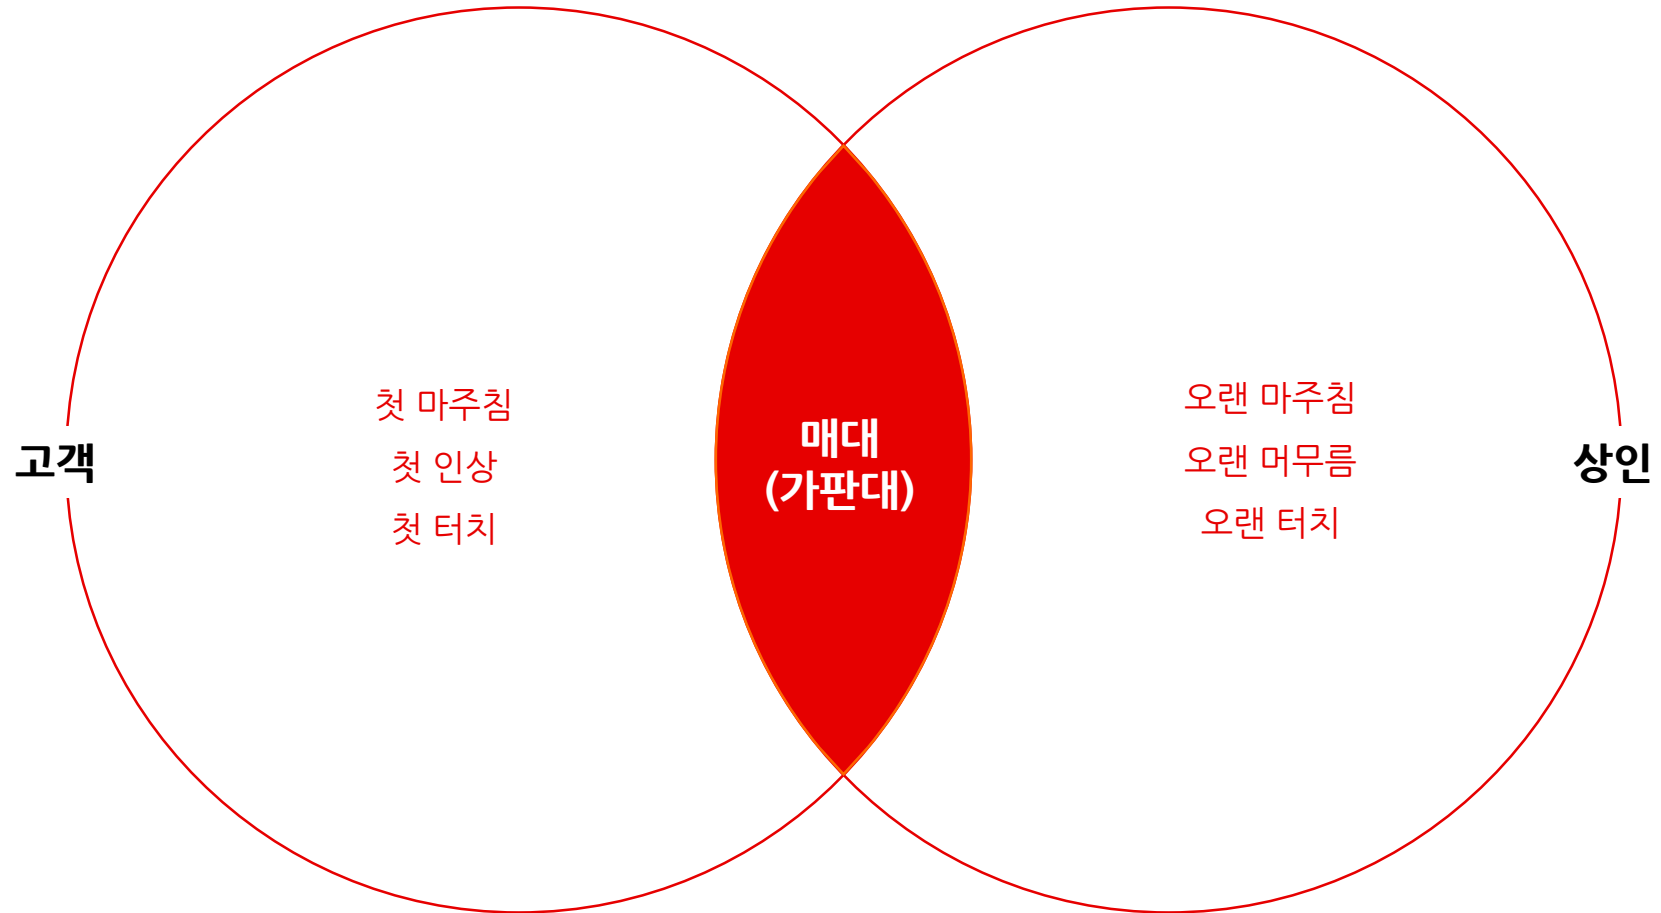 고객
첫 마주침
첫 인상
첫 터치
매대
(가판대)
오랜 마주침
오랜 머무름
오랜 터치
상인